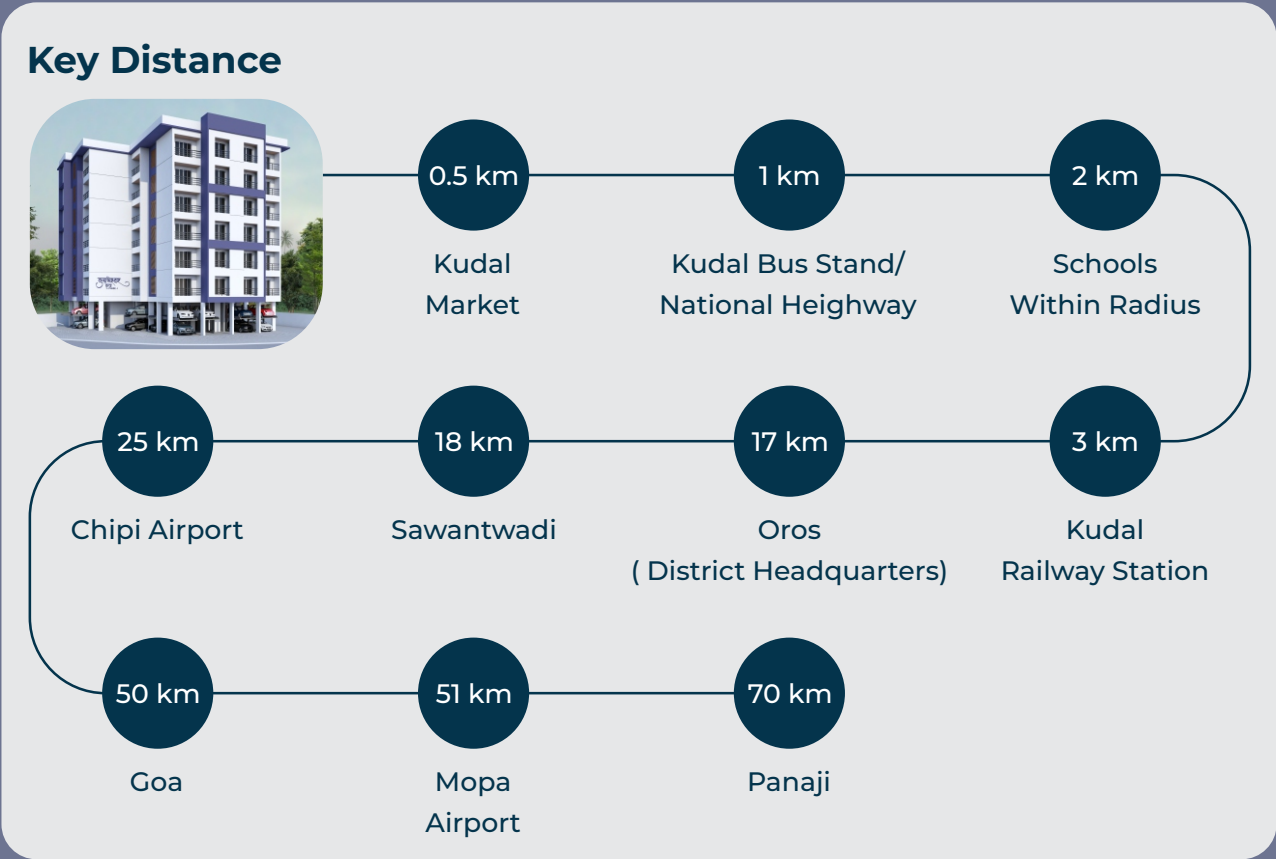 Key Distance
0.5 km
Kudal
Market
1 km
Kudal Bus Stand/
National Heighway
2 km
Schools
Within Radius
3 km
Kudal
Railway Station
17 km
Oros
( District Headquarters)
18 km
Sawantwadi
25 km
Chipi Airport
50 km
Goa
51 km
Mopa
Airport
70 km
Panaji